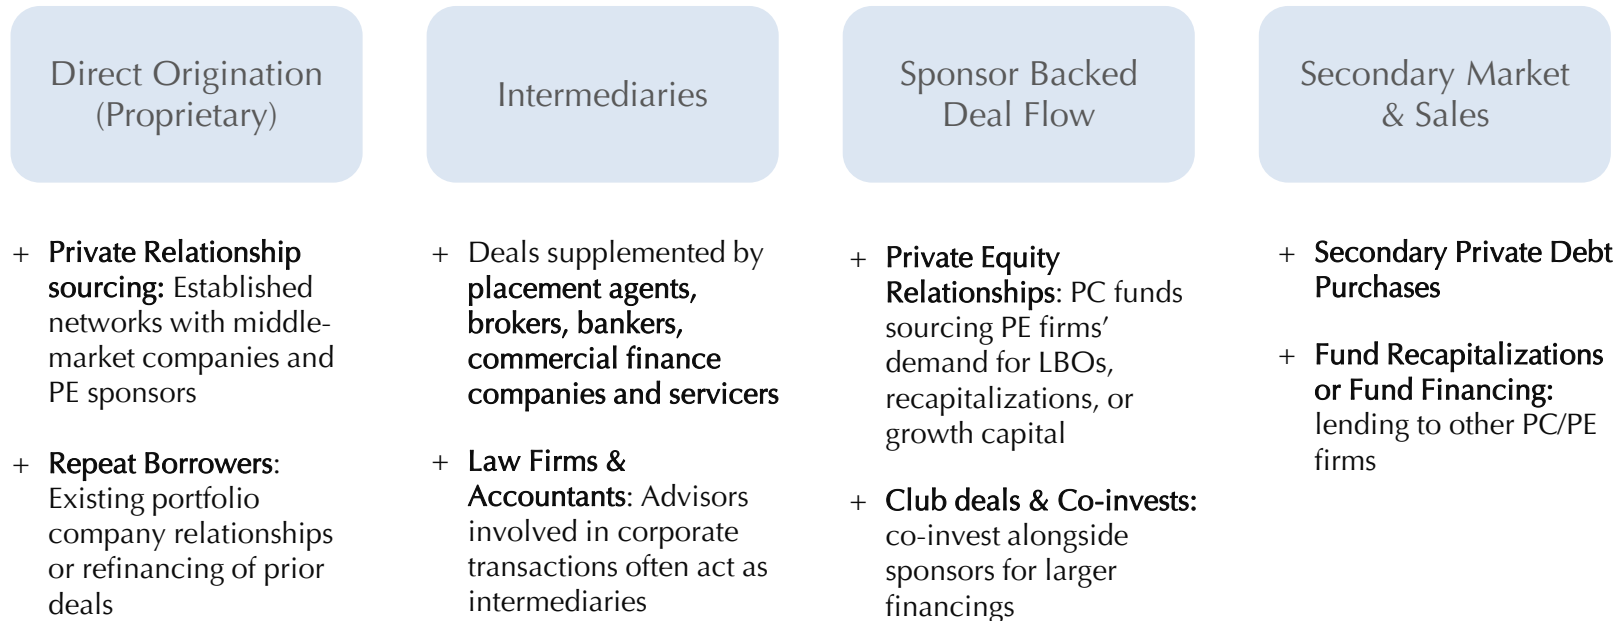 Direct Origination
(Proprietary)
Intermediaries
Sponsor Backed
Deal Flow
Secondary Market
& Sales
+ Private Relationship
sourcing: Established
networks with middle-
market companies and
PE sponsors
+ Repeat Borrowers:
Existing portfolio
company relationships
or refinancing of prior
deals
+ Deals supplemented by
placement agents,
brokers, bankers,
commercial finance
companies and servicers
+ Law Firms &
Accountants: Advisors
involved in corporate
transactions often act as
intermediaries
+ Private Equity
Relationships: PC funds
sourcing PE firms’
demand for LBOs,
recapitalizations, or
growth capital
+ Club deals & Co-invests:
co-invest alongside
sponsors for larger
financings
+ Secondary Private Debt
Purchases
+ Fund Recapitalizations
or Fund Financing:
lending to other PC/PE
firms